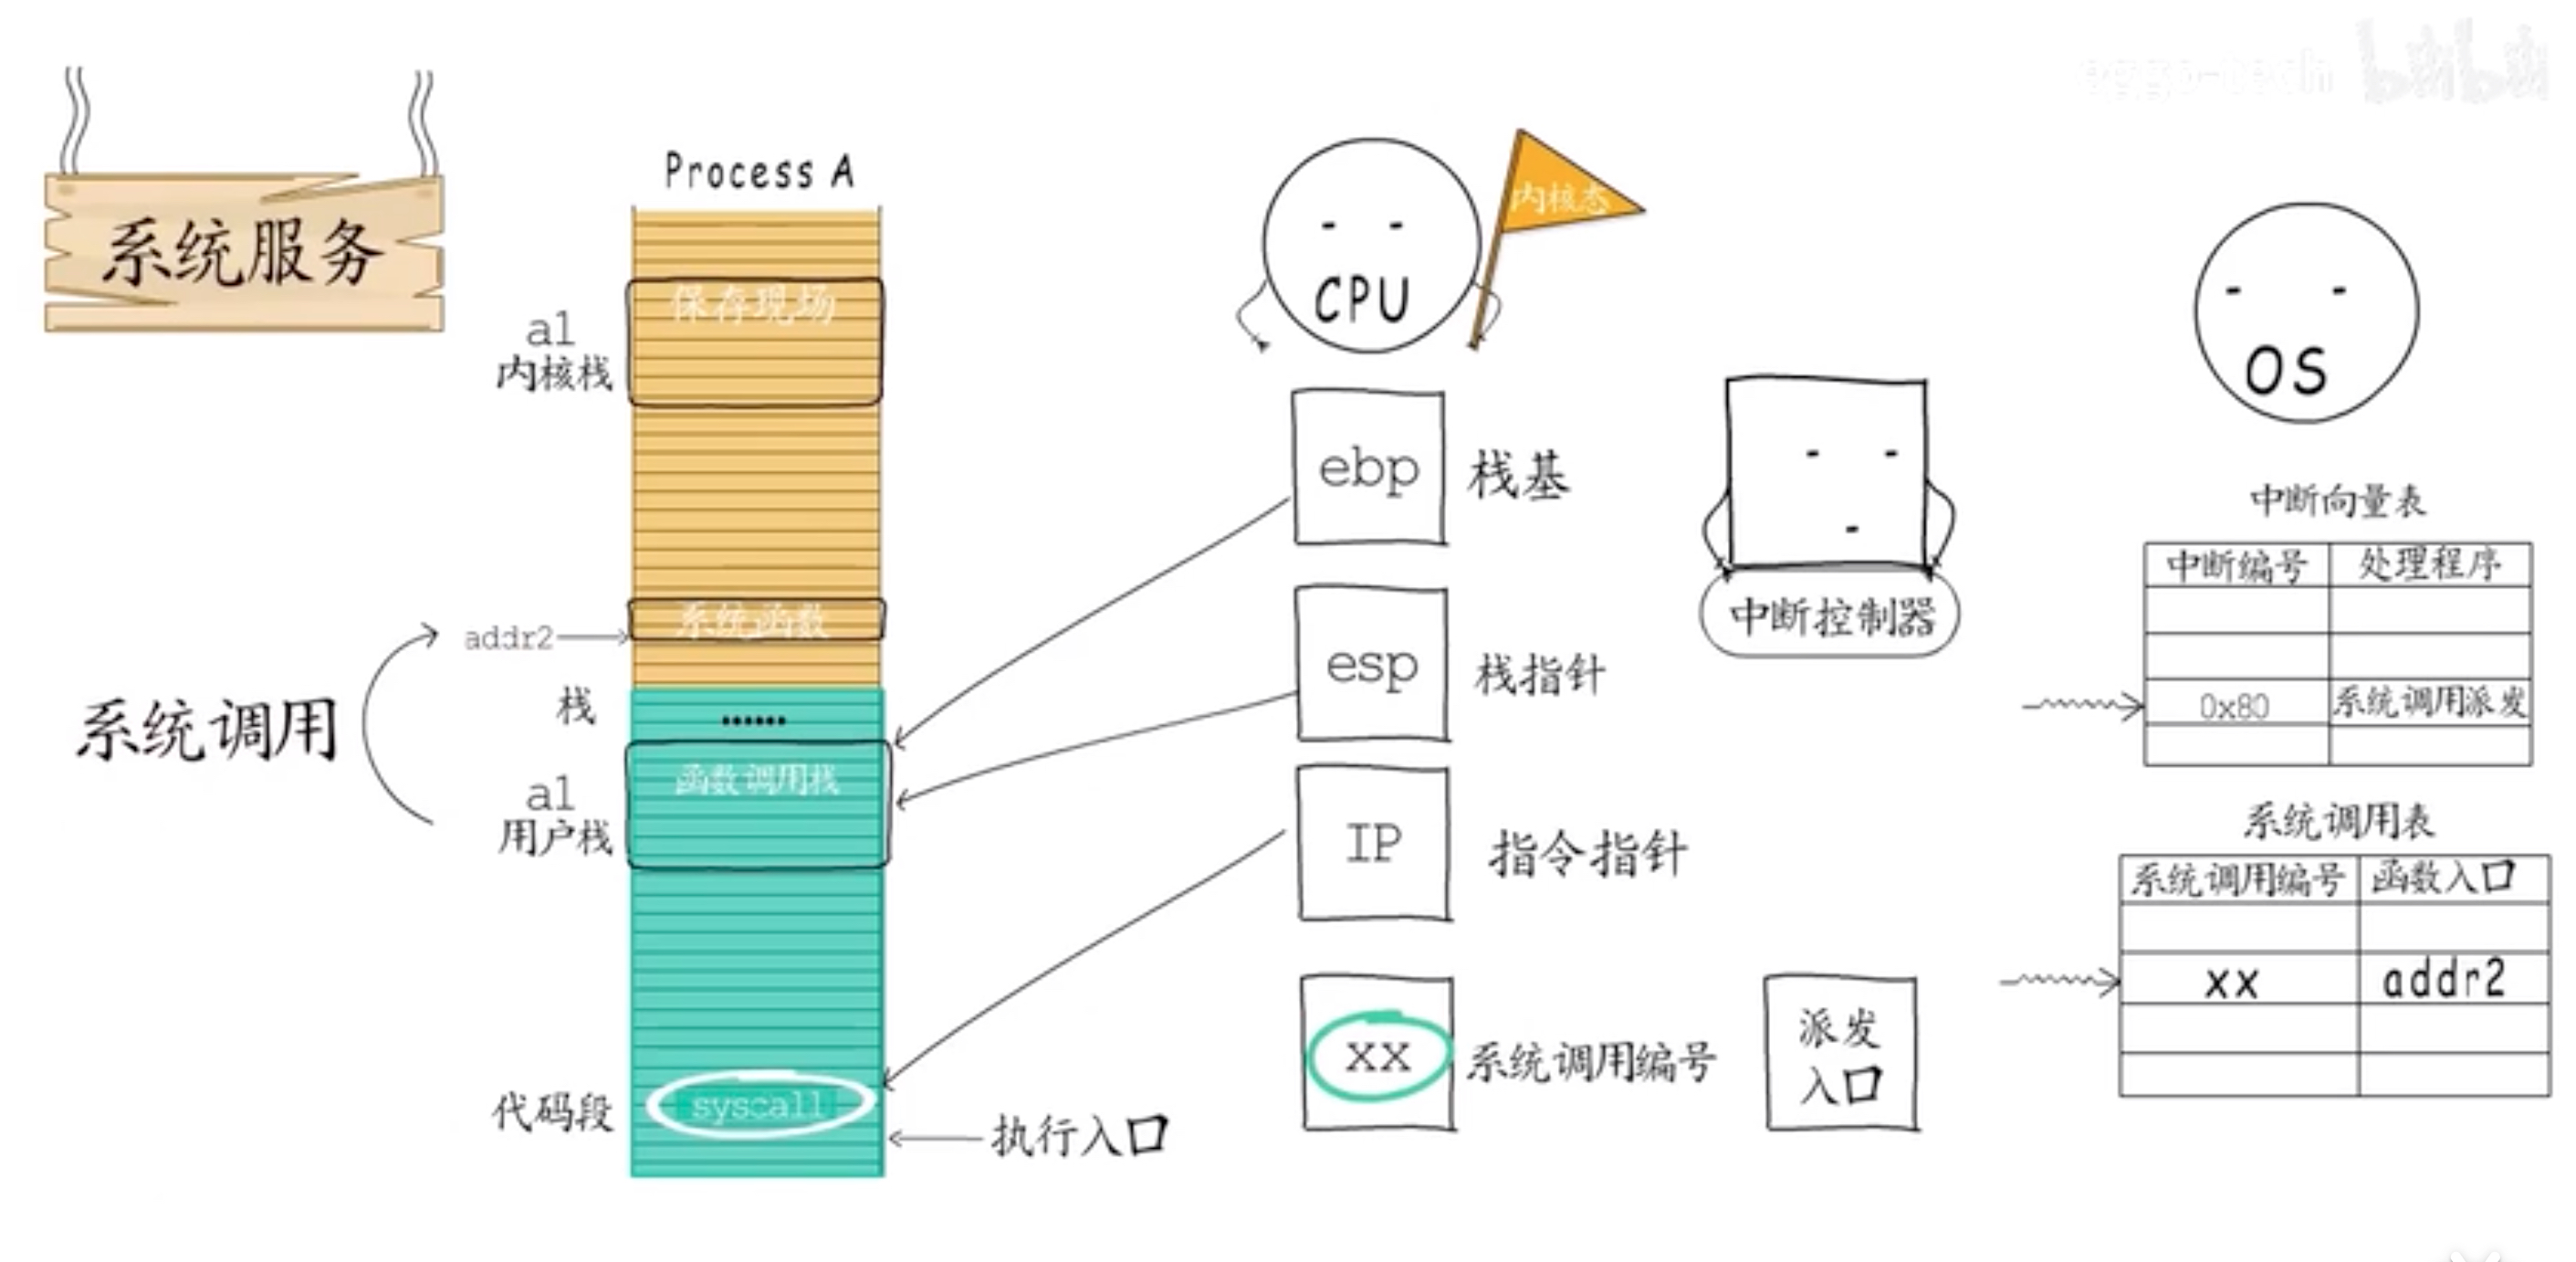 eggo-tech bilibili
系统服务
Process A
保存现场
a1
内核栈
系统函数
addr2
系统调用
栈
......
函数调用栈
a1
用户栈
代码段
syscall
执行入口
内核态
CPU
ebp
栈基
esp
栈指针
IP
指令指针
xx
系统调用编号
中断控制器
派发
入口
OS
中断向量表
中断编号 处理程序
0x80 系统调用派发
系统调用表
系统调用编号 函数入口
xx addr2